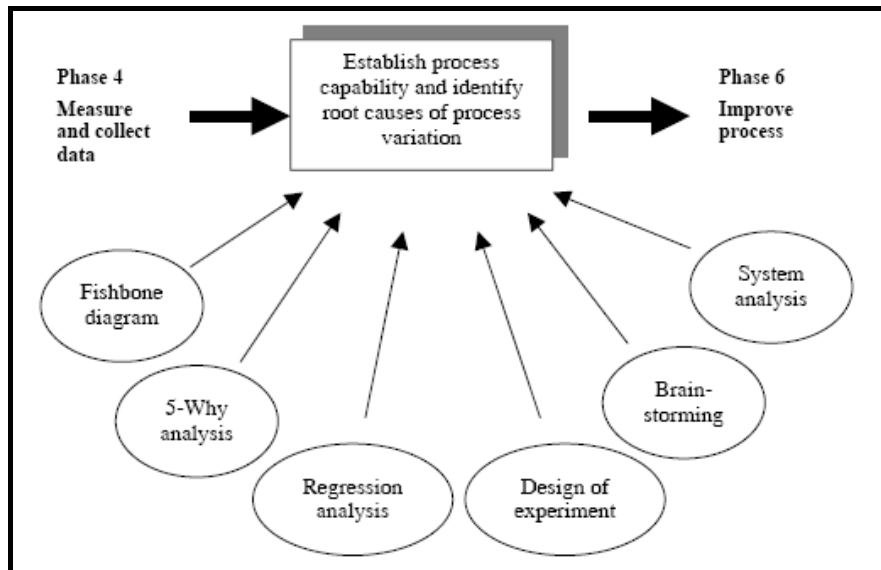 Phase 4
Measure
and collect
data
Establish process
capability and identify
root causes of process
variation
Phase 6
Improve
process
Fishbone
diagram
5-Why
analysis
Regression
analysis
Design of
experiment
Brain-
storming
System
analysis